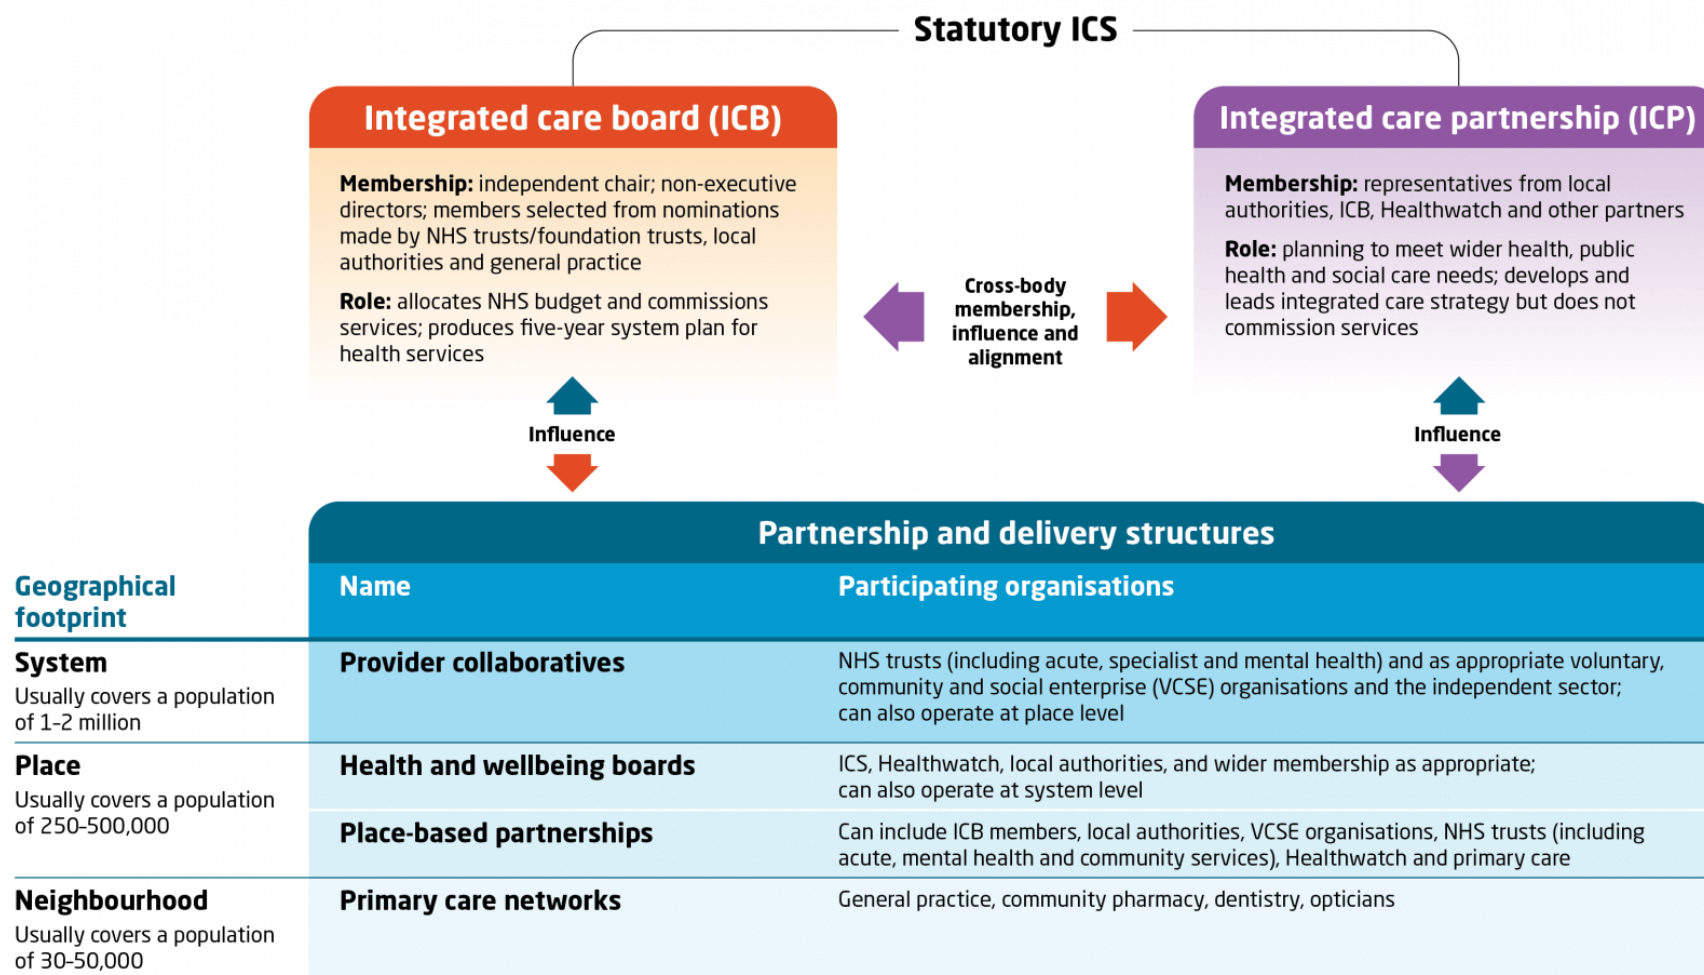 Statutory ICS
Integrated care board (ICB)
Membership: independent chair; non-executive
directors; members selected from nominations
made by NHS trusts/foundation trusts, local
authorities and general practice
Role: allocates NHS budget and commissions
services; produces five-year system plan for
health services
Cross-body
membership,
influence and
alignment
Integrated care partnership (ICP)
Membership: representatives from local
authorities, ICB, Healthwatch and other partners
Role: planning to meet wider health, public
health and social care needs; develops and
leads integrated care strategy but does not
commission services
Influence
Influence
Partnership and delivery structures
Geographical
footprint
Name
Participating organisations
System
Usually covers a population
of 1–2 million
Provider collaboratives
NHS trusts (including acute, specialist and mental health) and as appropriate voluntary,
community and social enterprise (VCSE) organisations and the independent sector;
can also operate at place level
Place
Usually covers a population
of 250–500,000
Health and wellbeing boards
ICS, Healthwatch, local authorities, and wider membership as appropriate;
can also operate at system level
Place-based partnerships
Can include ICB members, local authorities, VCSE organisations, NHS trusts (including
acute, mental health and community services), Healthwatch and primary care
Neighbourhood
Usually covers a population
of 30–50,000
Primary care networks
General practice, community pharmacy, dentistry, opticians